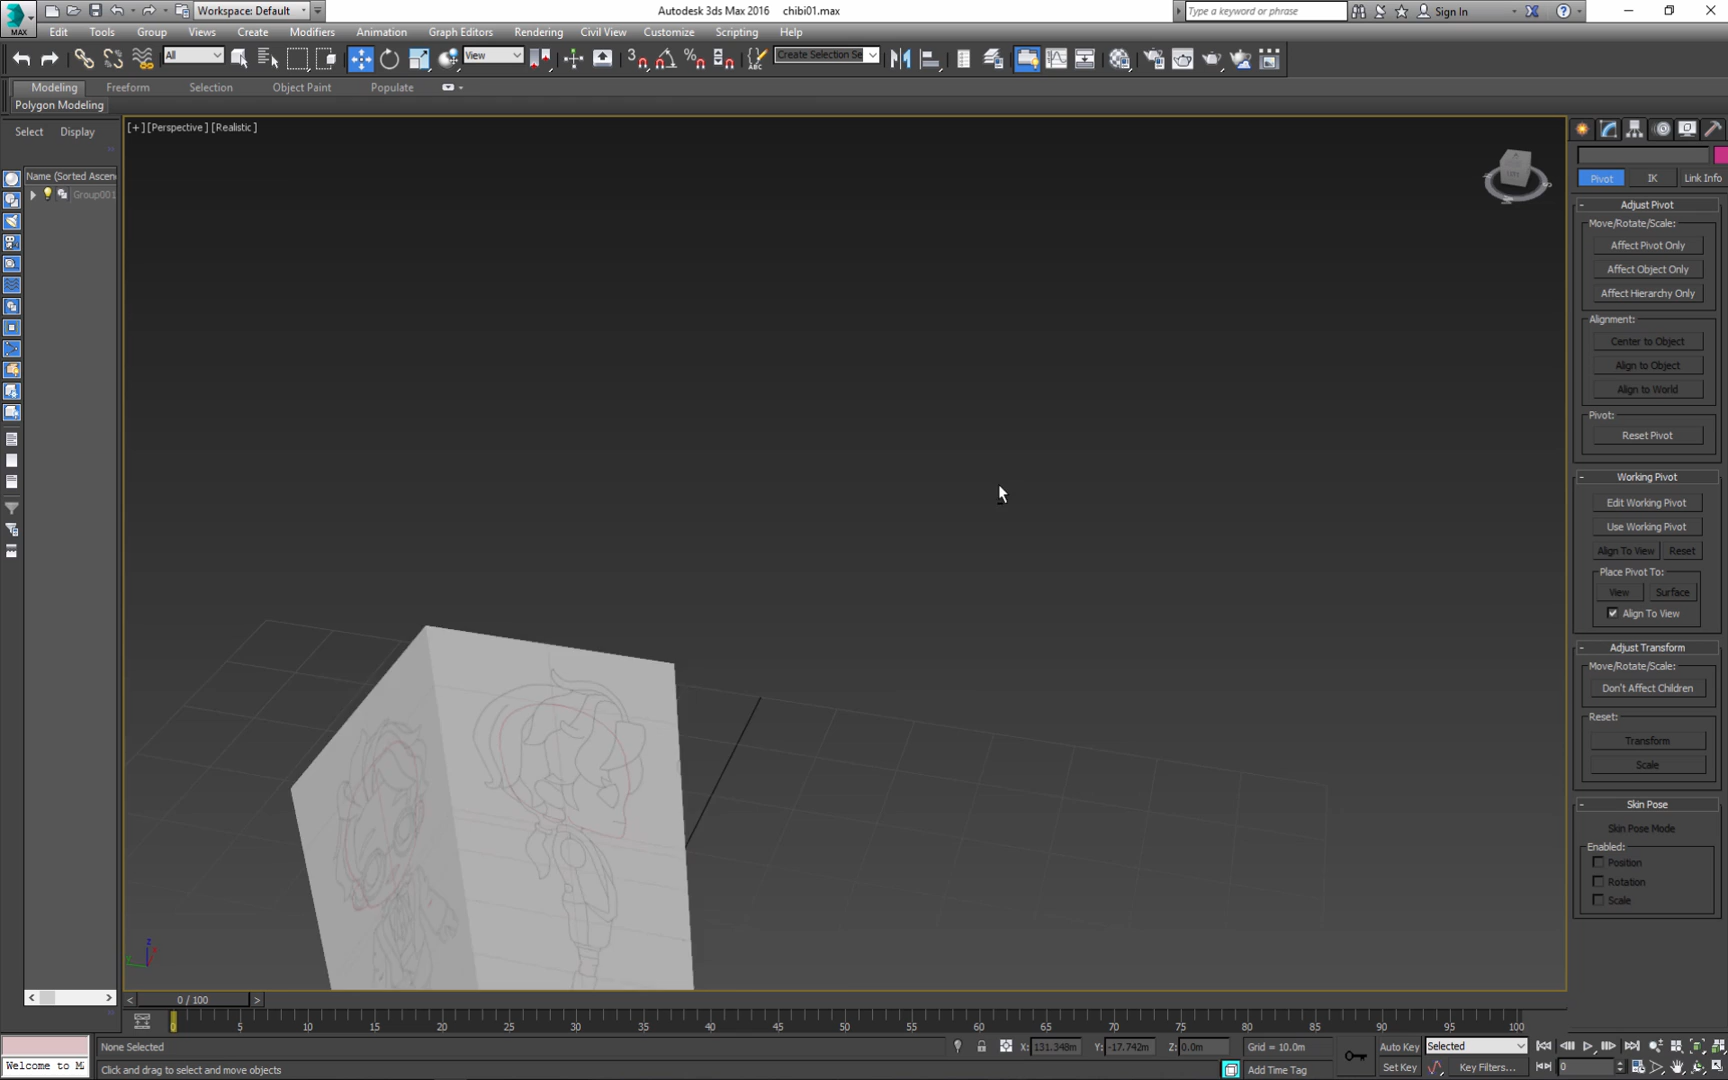 Workspace: Default
Autodesk 3ds Max 2016    chibi01.max
Type a keyword or phrase
Sign In
MAX
Edit Tools Group Views Create Modifiers Animation Graph Editors Rendering Civil View Customize Scripting Help
All
View
Create Selection Se
Modeling Freeform Selection Object Paint Populate
Polygon Modeling
Select Display
[+] [Perspective] [Realistic]
Name (Sorted Ascen
Group001
Pivot IK Link Info
Adjust Pivot
Move/Rotate/Scale:
Affect Pivot Only
Affect Object Only
Affect Hierarchy Only
Alignment:
Center to Object
Align to Object
Align to World
Pivot:
Reset Pivot
Working Pivot
Edit Working Pivot
Use Working Pivot
Align To View Reset
Place Pivot To:
View Surface
Align To View
Adjust Transform
Move/Rotate/Scale:
Don't Affect Children
Reset:
Transform
Scale
Skin Pose
Skin Pose Mode
Enabled:
Position
Rotation
Scale
0 / 100
0 5 10 15 20 25 30 35 40 45 50 55 60 65 70 75 80 85 90 95 100
None Selected
X: 131.348m Y: -17.742m Z: 0.0m Grid = 10.0m
Auto Key Selected
Welcome to M
Click and drag to select and move objects
Add Time Tag
Set Key Key Filters... 0